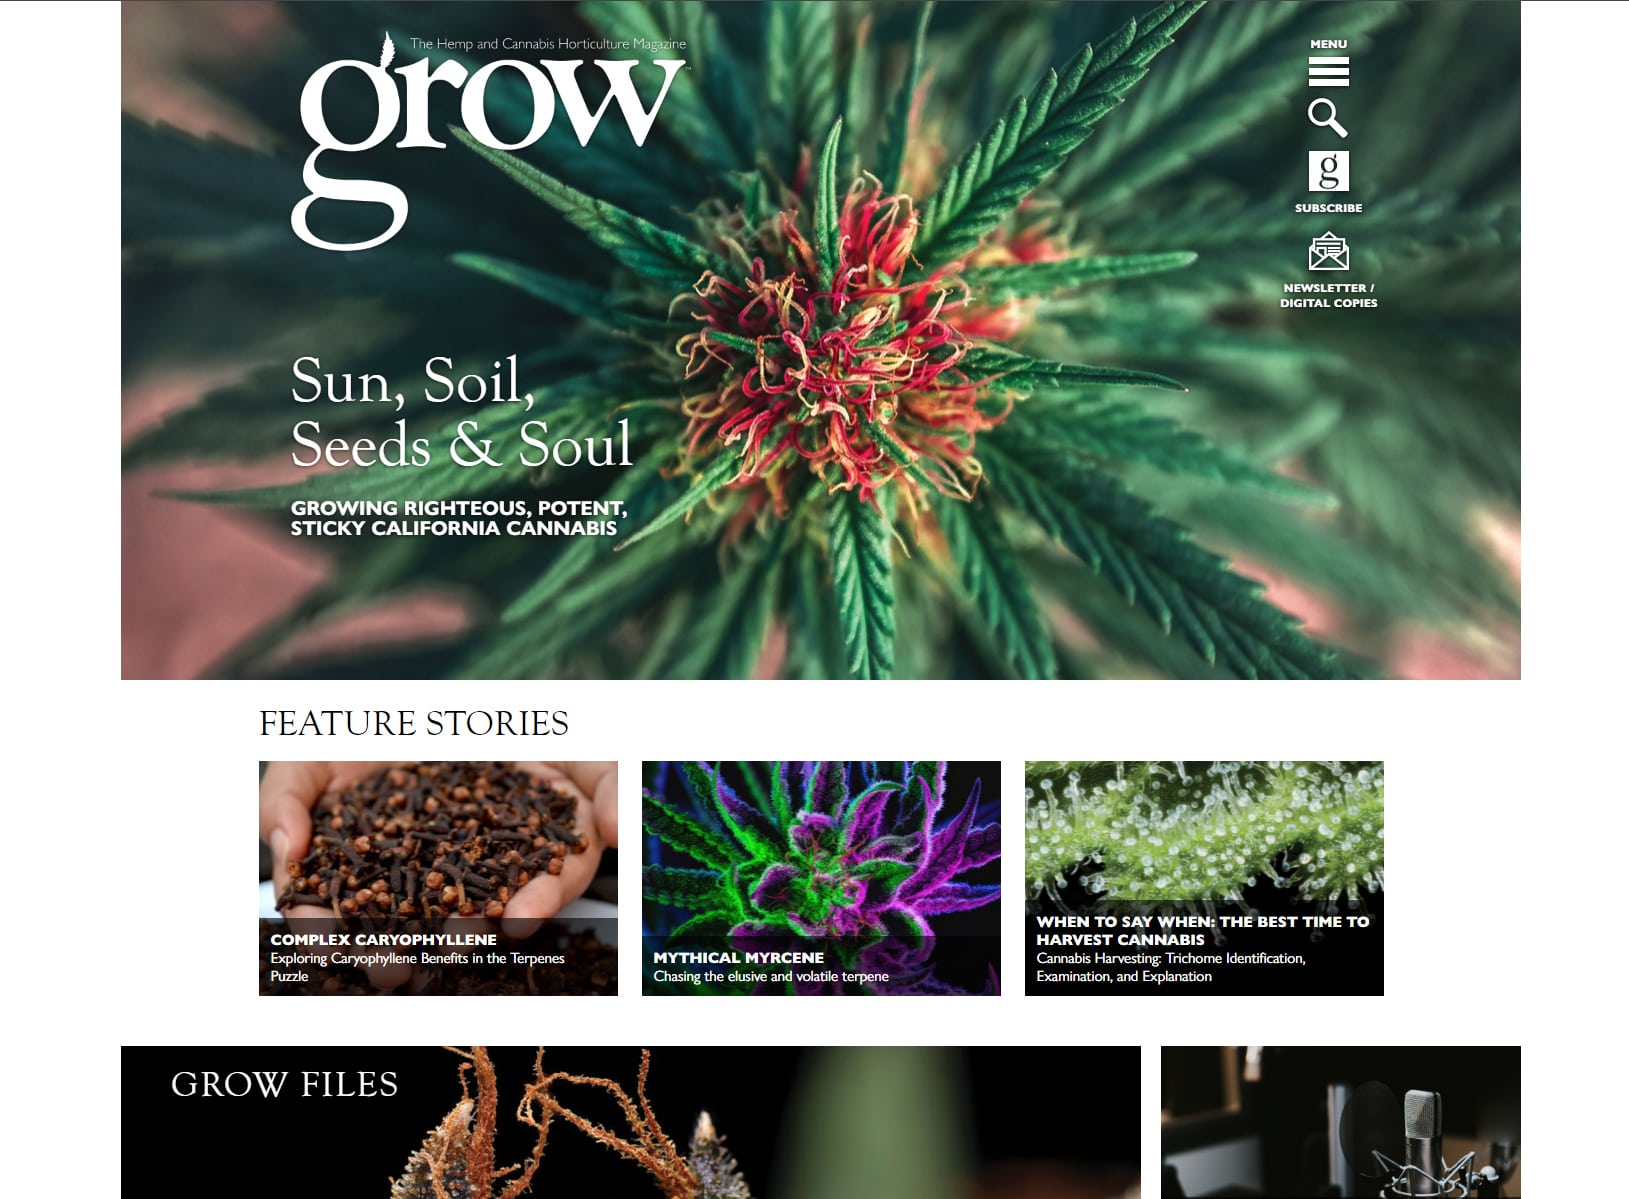 The Hemp and Cannabis Horticulture Magazine
grow
MENU
g
SUBSCRIBE
NEWSLETTER /
DIGITAL COPIES
Sun, Soil,
Seeds & Soul
GROWING RIGHTEOUS, POTENT,
STICKY CALIFORNIA CANNABIS
FEATURE STORIES
COMPLEX CARYOPHYLLENE
Exploring Caryophyllene Benefits in the Terpenes
Puzzle
MYTHICAL MYRCENE
Chasing the elusive and volatile terpene
WHEN TO SAY WHEN: THE BEST TIME TO
HARVEST CANNABIS
Cannabis Harvesting: Trichome Identification,
Examination, and Explanation
GROW FILES